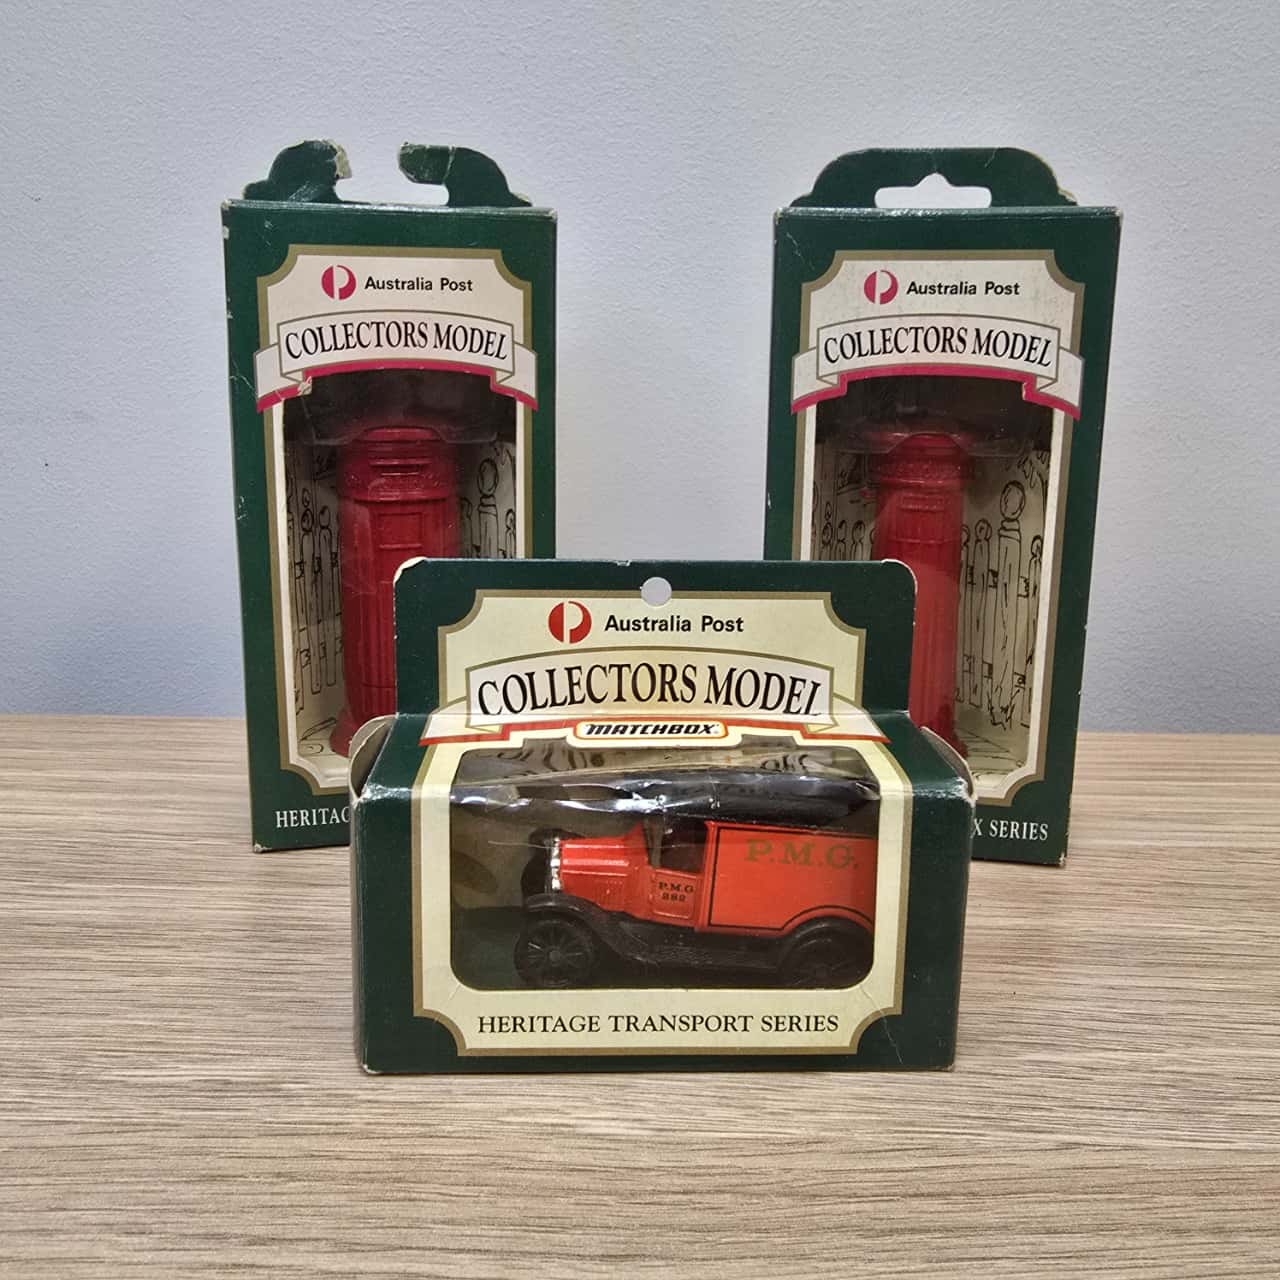 Australia Post
COLLECTORS MODEL
HERITAG
Australia Post
COLLECTORS MODEL
X SERIES
Australia Post
COLLECTORS MODEL
MATCHBOX
P.M.G.
P.M.G
HERITAGE TRANSPORT SERIES